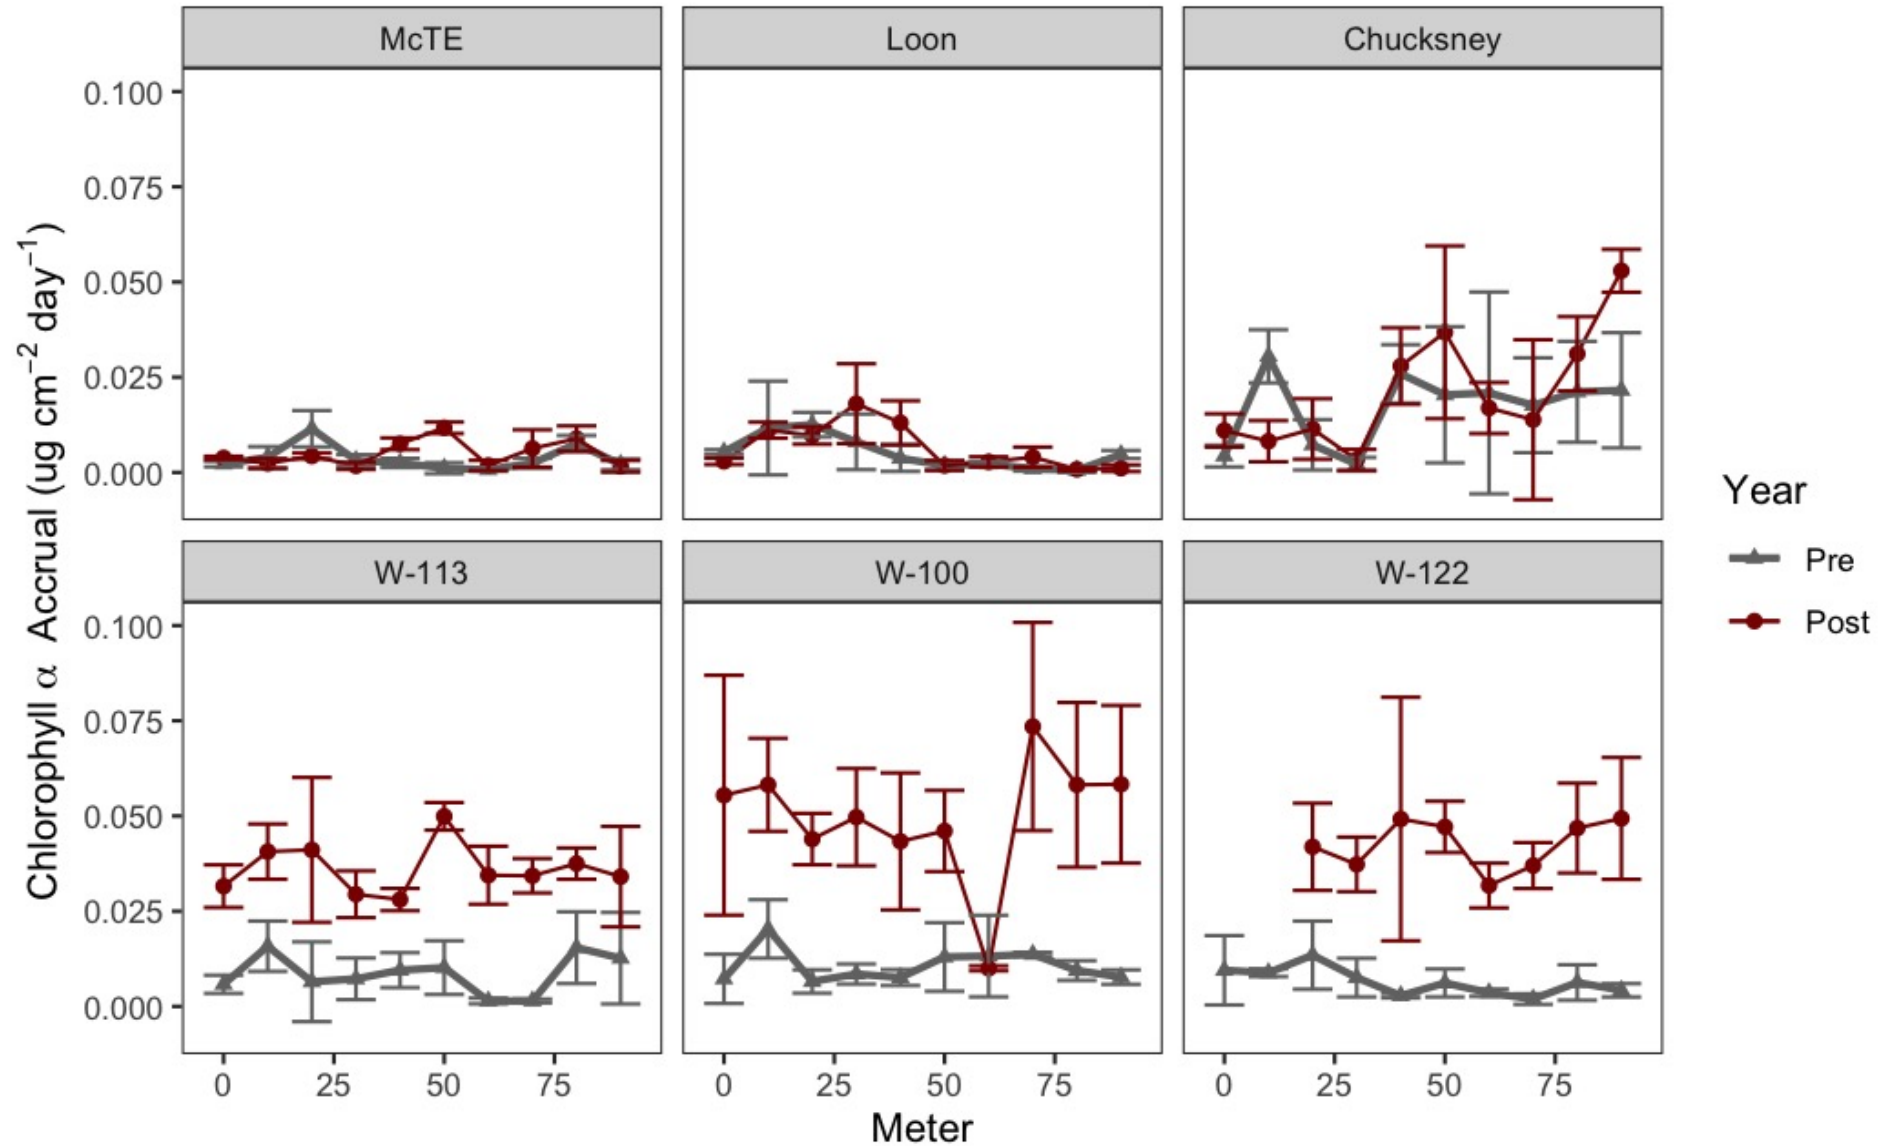 McTE Loon Chucksney
0.100
0.075
0.050
0.025
0.000
W-113 W-100 W-122
0.100
0.075
0.050
0.025
0.000
0 25 50 75 0 25 50 75 0 25 50 75
Meter
Chlorophyll α Accrual (ug cm⁻² day⁻¹)
Year
Pre
Post